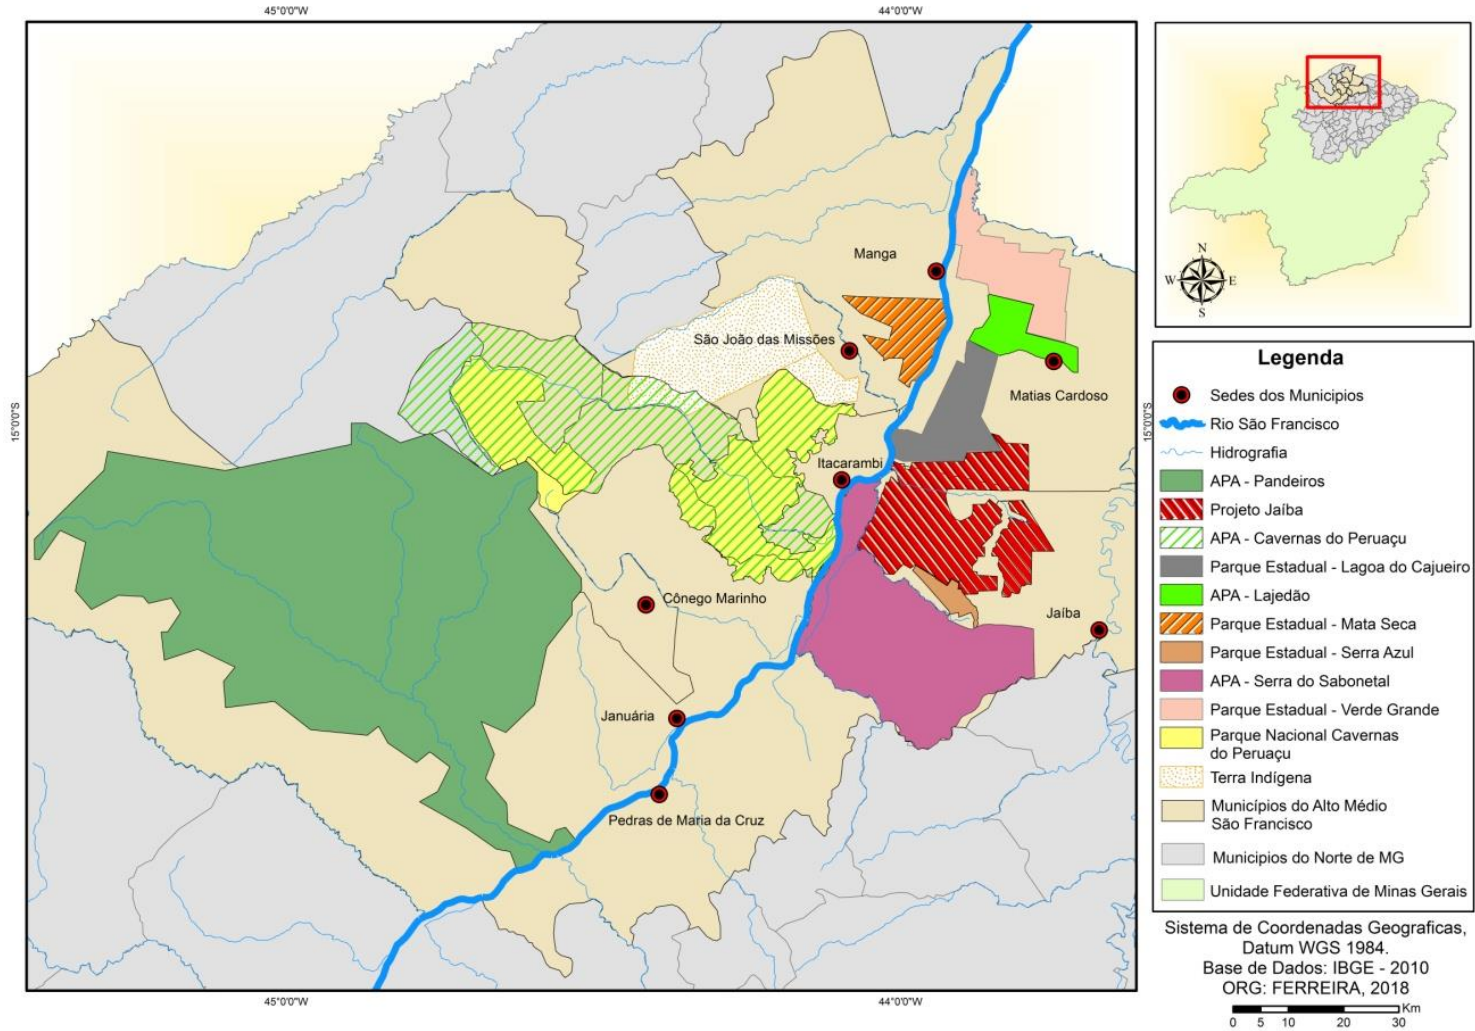 45°0'0"W
44°0'0"W
15°0'0"S
15°0'0"S
Manga
São João das Missões
Matias Cardoso
Itacarambi
Cônego Marinho
Jaíba
Januária
Pedras de Maria da Cruz
45°0'0"W
44°0'0"W
N
W
E
S
Legenda
Sedes dos Municipios
Rio São Francisco
Hidrografia
APA - Pandeiros
Projeto Jaíba
APA - Cavernas do Peruaçu
Parque Estadual - Lagoa do Cajueiro
APA - Lajedão
Parque Estadual - Mata Seca
Parque Estadual - Serra Azul
APA - Serra do Sabonetal
Parque Estadual - Verde Grande
Parque Nacional Cavernas
do Peruaçu
Terra Indígena
Municípios do Alto Médio
São Francisco
Municipios do Norte de MG
Unidade Federativa de Minas Gerais
Sistema de Coordenadas Geograficas,
Datum WGS 1984.
Base de Dados: IBGE - 2010
ORG: FERREIRA, 2018
Km
0 5 10 20 30